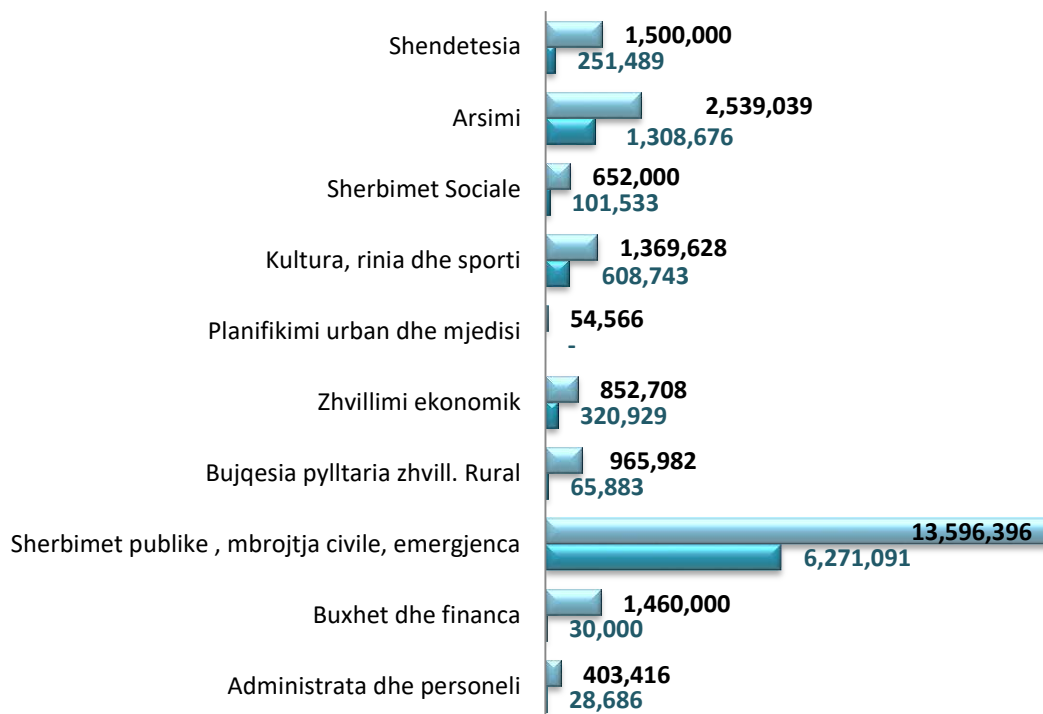 Shendetesia
1,500,000
251,489
Arsimi
2,539,039
1,308,676
Sherbimet Sociale
652,000
101,533
Kultura, rinia dhe sporti
1,369,628
608,743
Planifikimi urban dhe mjedisi
54,566
-
Zhvillimi ekonomik
852,708
320,929
Bujqesia pylltaria zhvill. Rural
965,982
65,883
Sherbimet publike , mbrojtja civile, emergjenca
13,596,396
6,271,091
Buxhet dhe financa
1,460,000
30,000
Administrata dhe personeli
403,416
28,686